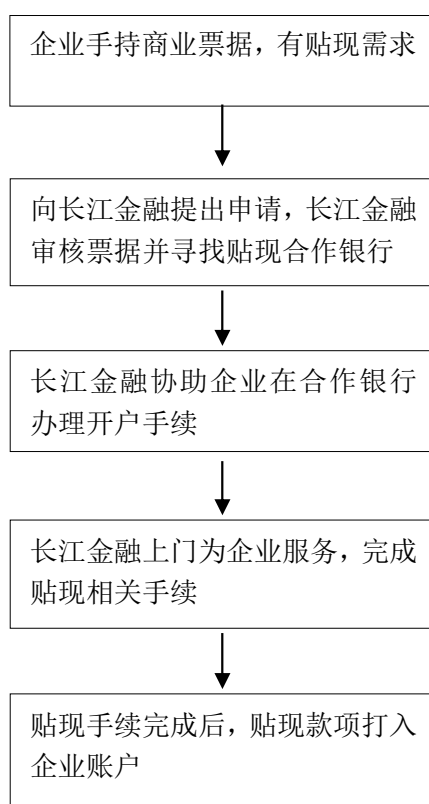 企业手持商业票据，有贴现需求
向长江金融提出申请，长江金融
审核票据并寻找贴现合作银行
长江金融协助企业在合作银行
办理开户手续
长江金融上门为企业服务，完成
贴现相关手续
贴现手续完成后，贴现款项打入
企业账户